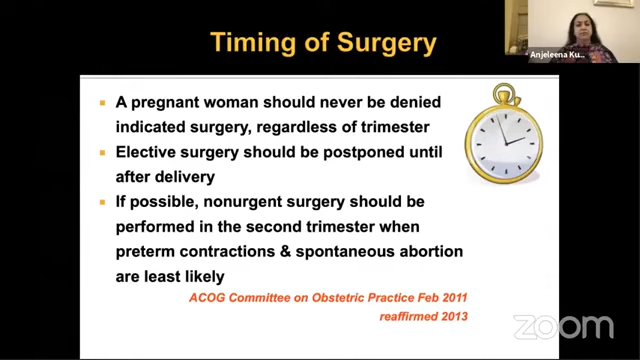 Timing of Surgery
Anjeleena Ku...
A pregnant woman should never be denied
indicated surgery, regardless of trimester
Elective surgery should be postponed until
after delivery
If possible, nonurgent surgery should be
performed in the second trimester when
preterm contractions & spontaneous abortion
are least likely
ACOG Committee on Obstetric Practice Feb 2011
reaffirmed 2013
zoom